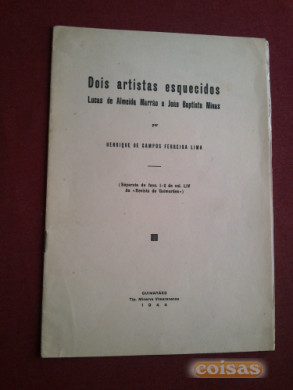 Dois artistas esquecidos
Lucas de Almeida Marrão e João Baptista Micas
por
HENRIQUE DE CAMPOS FERREIRA LIMA
(Separata do fasc. 1-2 do vol. LIV
da «Revista de Guimarães»)
GUIMARÃES
Tip. Minerva Vimaranense
1944
coisas